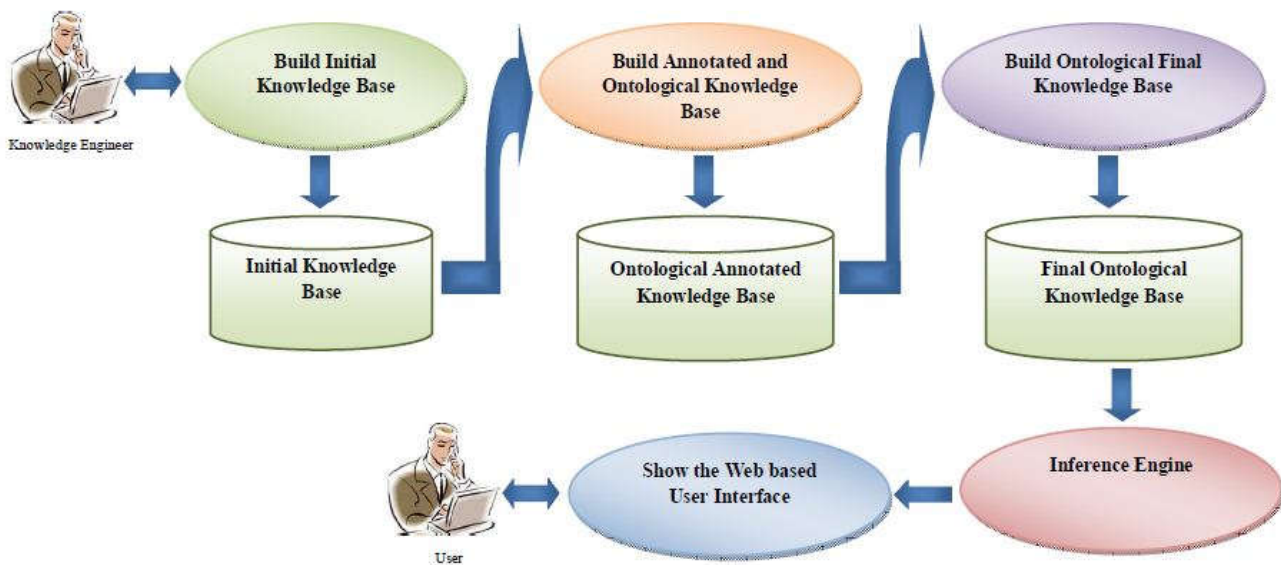 Build Initial
Knowledge Base
Build Annotated and
Ontological Knowledge
Base
Build Ontological Final
Knowledge Base
Knowledge Engineer
Initial Knowledge
Base
Ontological Annotated
Knowledge Base
Final Ontological
Knowledge Base
Show the Web based
User Interface
Inference Engine
User